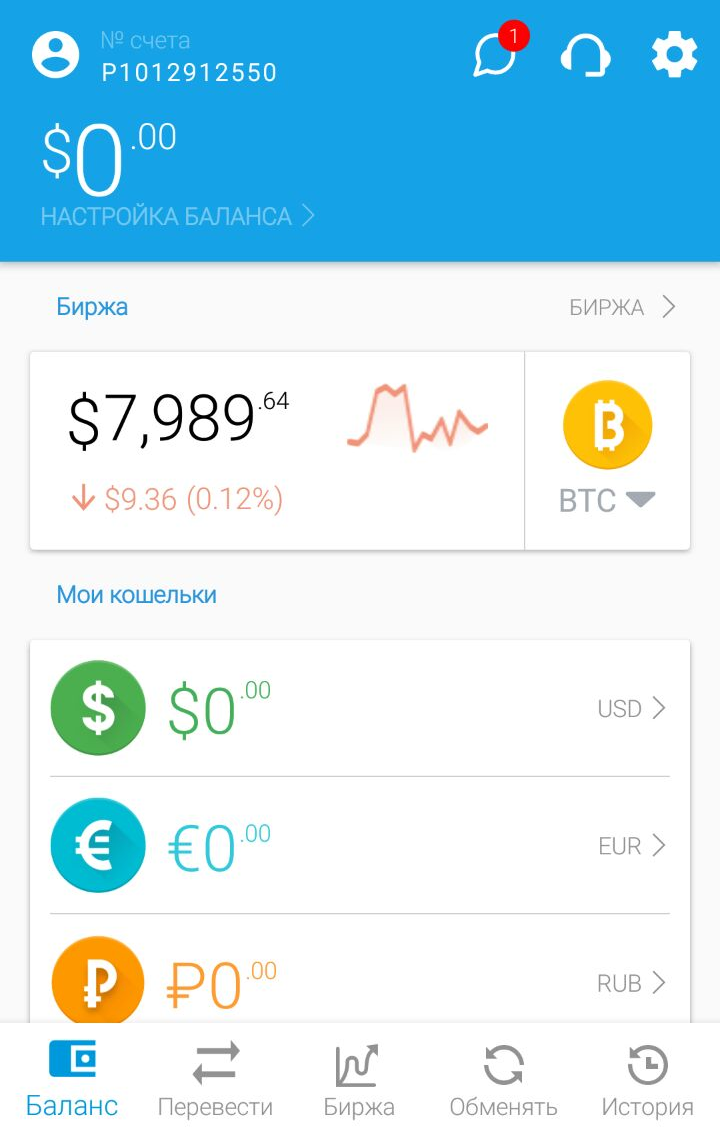 № счета
P1012912550
1
$0.00
НАСТРОЙКА БАЛАНСА
Биржа
БИРЖА
$7,989.64
$9.36 (0.12%)
BTC
Мои кошельки
$0.00
USD
€0.00
EUR
₽0.00
RUB
Баланс
Перевести
Биржа
Обменять
История